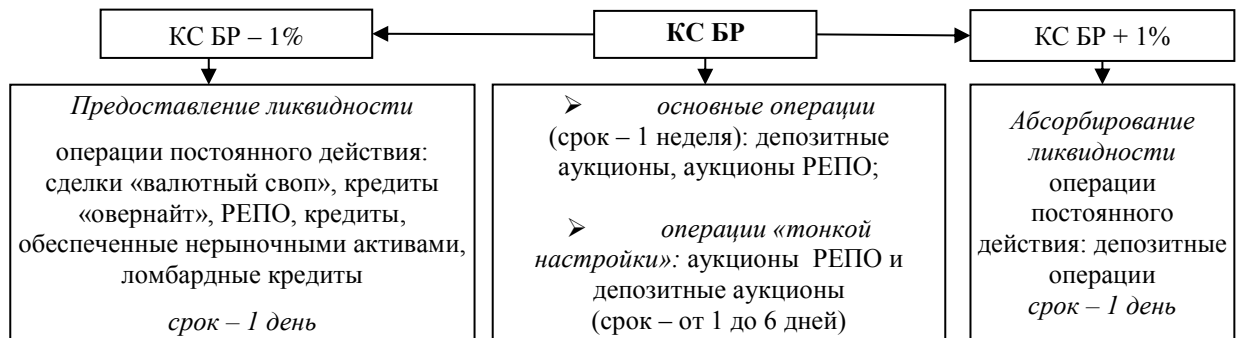 КС БР – 1%
КС БР
КС БР + 1%
Предоставление ликвидности
операции постоянного действия:
сделки «валютный своп», кредиты
«овернайт», РЕПО, кредиты,
обеспеченные нерыночными активами,
ломбардные кредиты
срок – 1 день
➢ основные операции
(срок – 1 неделя): депозитные
аукционы, аукционы РЕПО;
➢ операции «тонкой
настройки»: аукционы РЕПО и
депозитные аукционы
(срок – от 1 до 6 дней)
Абсорбирование
ликвидности
операции
постоянного
действия: депозитные
операции
срок – 1 день